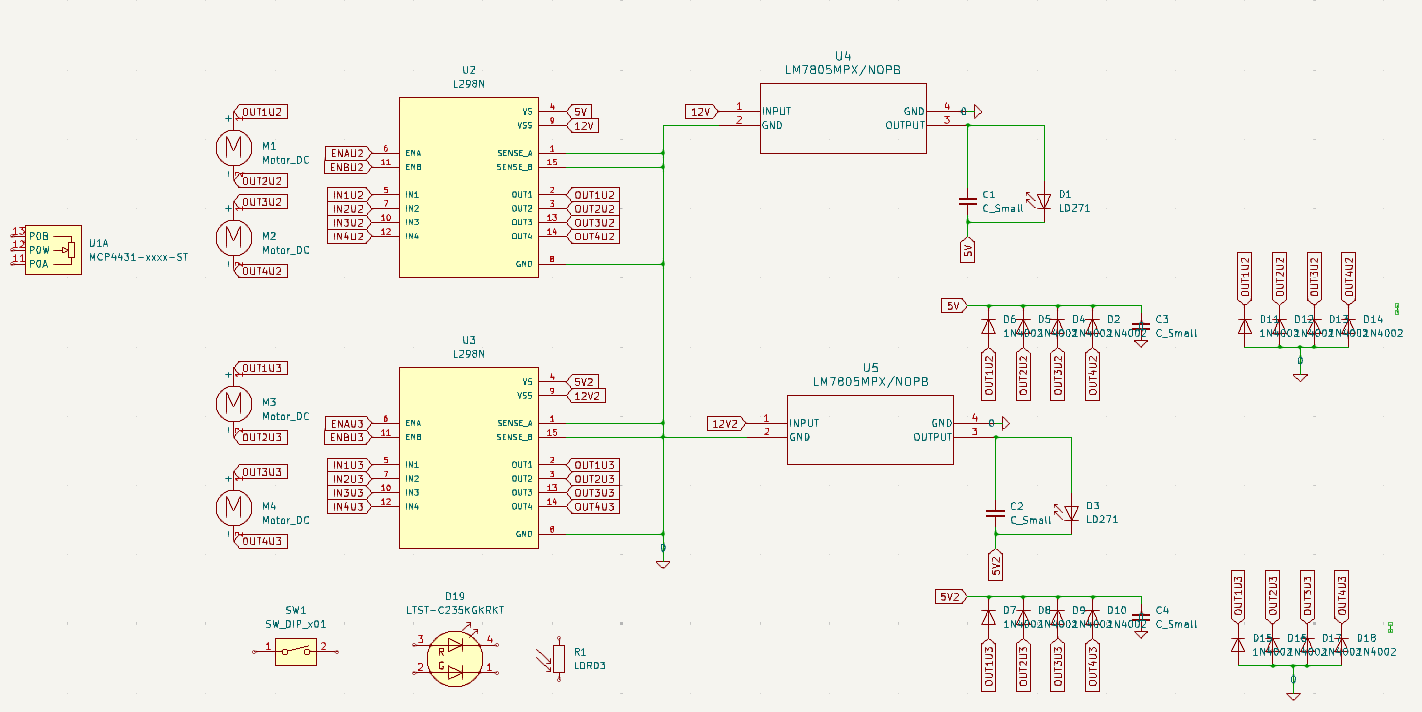 U4
LM7805MPX/NOPB
12V
1
INPUT
2
GND
GND
4
0
OUTPUT
3
C1
C_Small
D1
LD271
5V
U2
L298N
VS
4
5V
VSS
9
12V
ENAU2
6
ENA
SENSE_A
1
ENBU2
11
ENB
SENSE_B
15
IN1U2
5
IN1
OUT1
2
OUT1U2
IN2U2
7
IN2
OUT2
3
OUT2U2
IN3U2
10
IN3
OUT3
13
OUT3U2
IN4U2
12
IN4
OUT4
14
OUT4U2
GND
8
OUT1U2
+
M
M1
Motor_DC
-
OUT2U2
OUT3U2
+
M
M2
Motor_DC
-
OUT4U2
13
P0B
12
P0W
11
P0A
U1A
MCP4431-xxxx-ST
5V
D6
1N4002
D5
1N4002
D4
1N4002
D2
1N4002
C3
C_Small
OUT1U2
OUT2U2
OUT3U2
OUT4U2
OUT1U2
OUT2U2
OUT3U2
OUT4U2
D11
1N4002
D12
1N4002
D13
1N4002
D14
1N4002
0
U3
L298N
VS
4
5V2
VSS
9
12V2
ENAU3
6
ENA
SENSE_A
1
ENBU3
11
ENB
SENSE_B
15
IN1U3
5
IN1
OUT1
2
OUT1U3
IN2U3
7
IN2
OUT2
3
OUT2U3
IN3U3
10
IN3
OUT3
13
OUT3U3
IN4U3
12
IN4
OUT4
14
OUT4U3
GND
8
0
OUT1U3
+
M
M3
Motor_DC
-
OUT2U3
OUT3U3
+
M
M4
Motor_DC
-
OUT4U3
U5
LM7805MPX/NOPB
12V2
1
INPUT
2
GND
GND
4
0
OUTPUT
3
C2
C_Small
D3
LD271
5V2
5V2
D7
1N4002
D8
1N4002
D9
1N4002
D10
1N4002
C4
C_Small
OUT1U3
OUT2U3
OUT3U3
OUT4U3
OUT1U3
OUT2U3
OUT3U3
OUT4U3
D15
1N4002
D16
1N4002
D17
1N4002
D18
1N4002
0
SW1
SW_DIP_x01
1
2
D19
LTST-C235KGKRKT
3
R
4
2
G
1
R1
LDR03